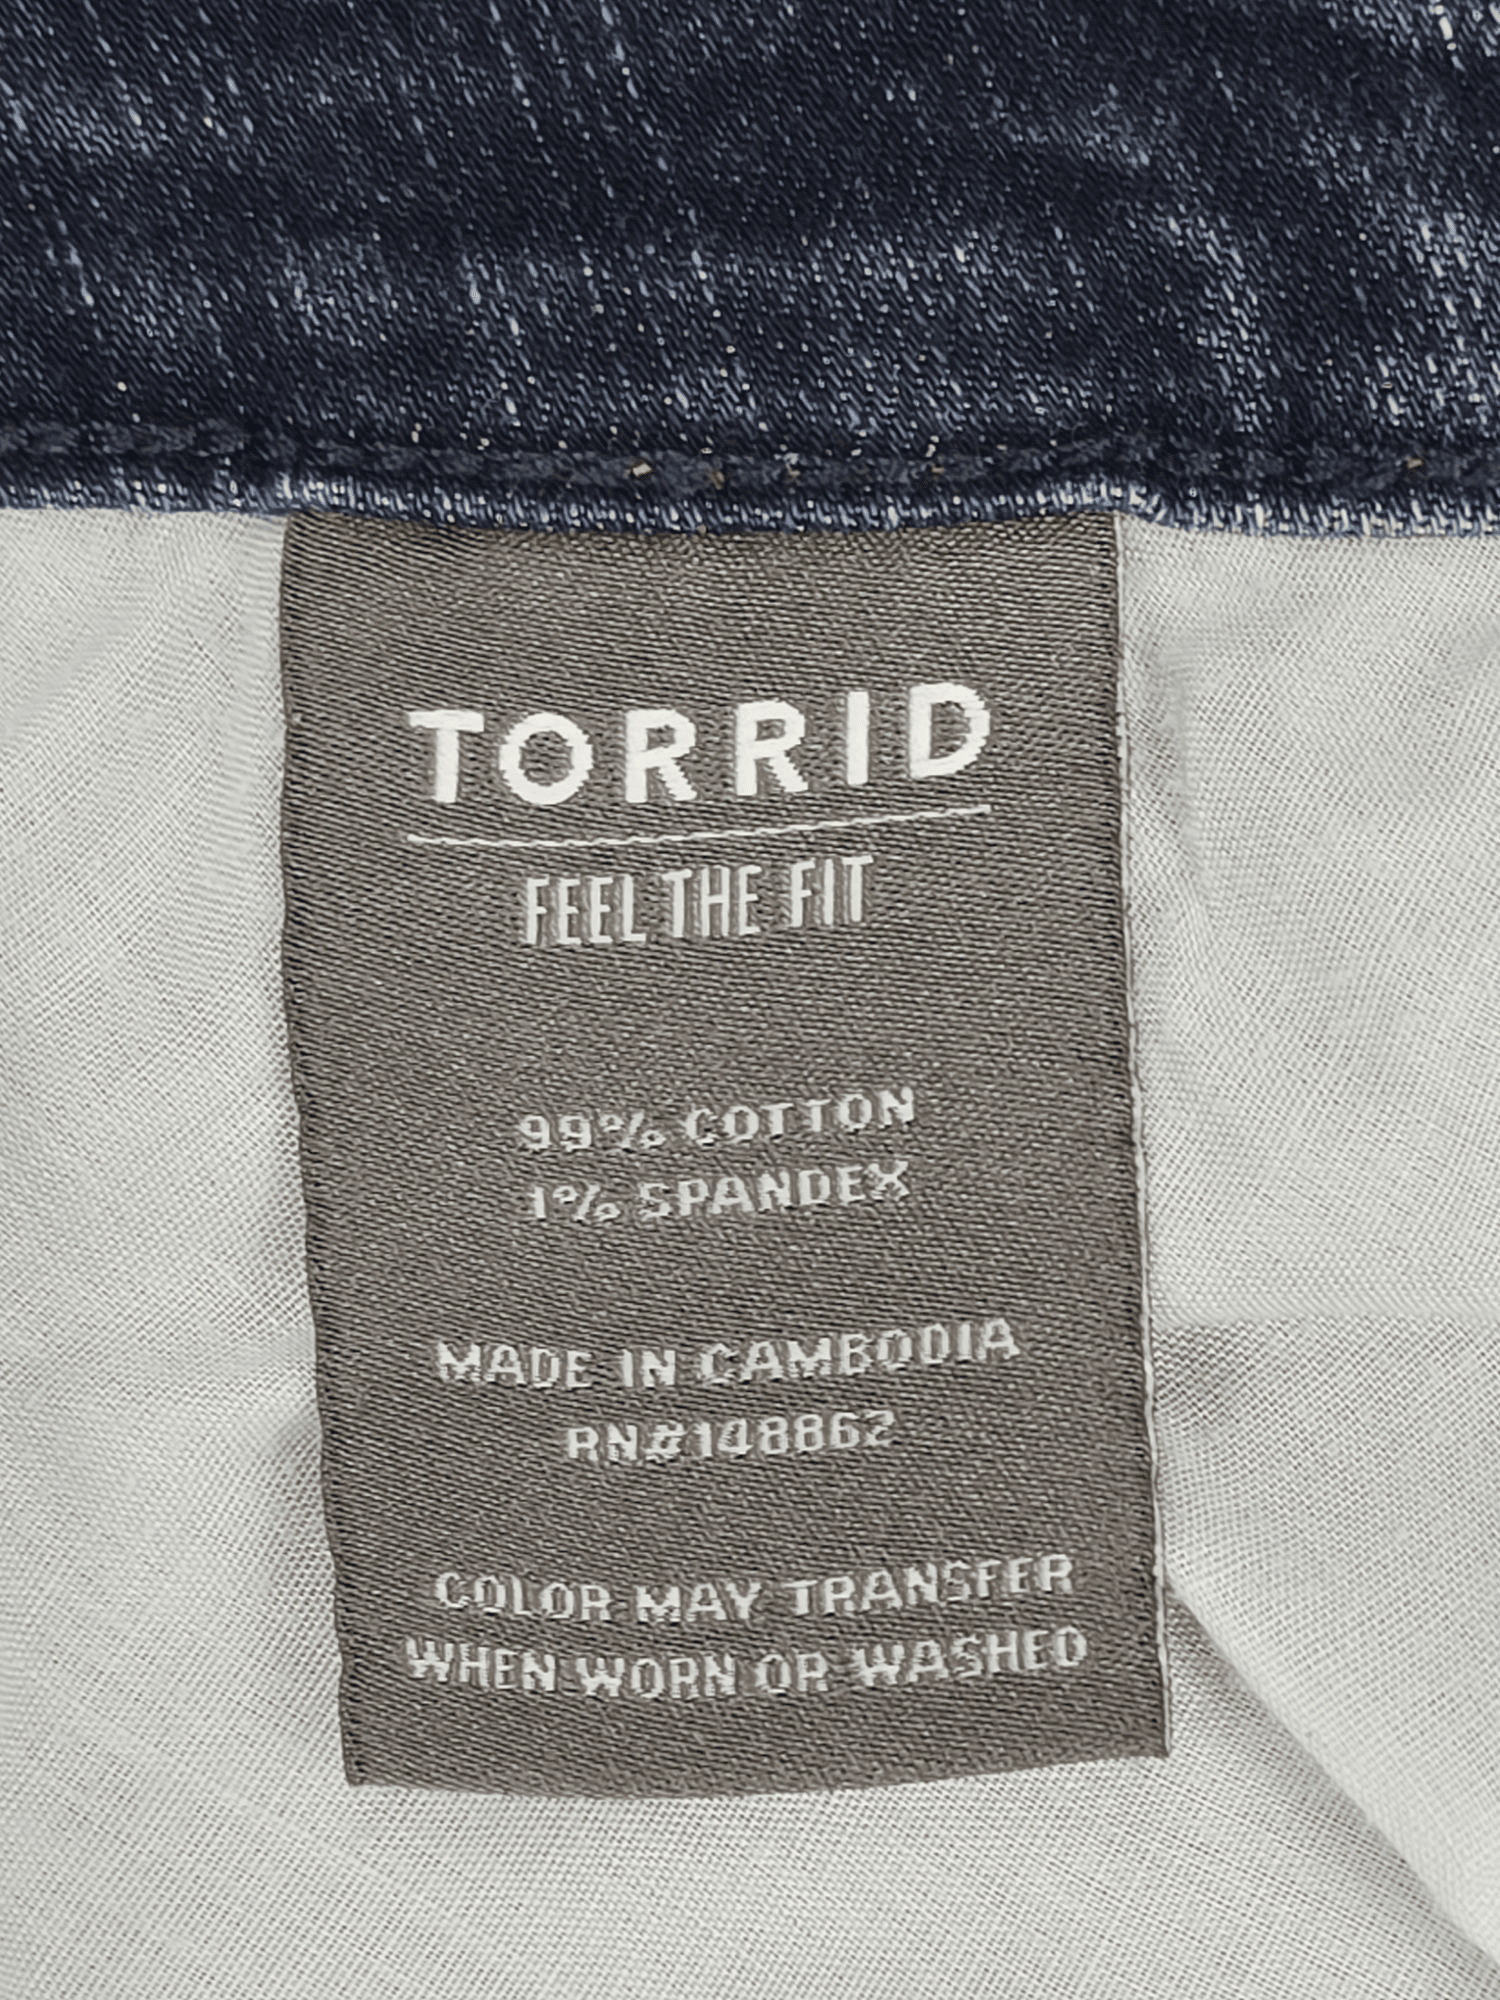 TORRID
FEEL THE FIT
99% COTTON
1% SPANDEX
MADE IN CAMBODIA
RN#148862
COLOR MAY TRANSFER
WHEN WORN OR WASHED